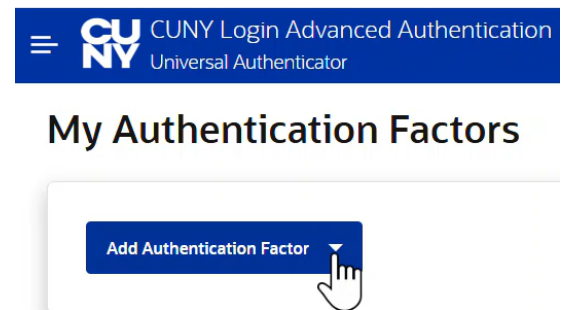 CUNY CUNY Login Advanced Authentication
Universal Authenticator
My Authentication Factors
Add Authentication Factor